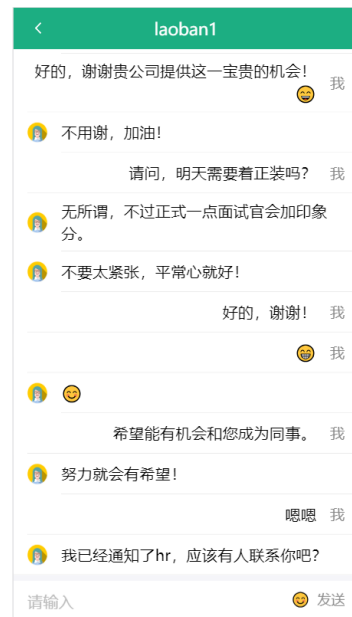 laoban1
好的，谢谢贵公司提供这一宝贵的机会！
我
不用谢，加油！
请问，明天需要着正装吗？ 我
无所谓，不过正式一点面试官会加印象
分。
不要太紧张，平常心就好！
好的，谢谢！ 我
我
希望能有机会和您成为同事。 我
努力就会有希望！
嗯嗯 我
我已经通知了hr，应该有人联系你吧？
请输入 发送